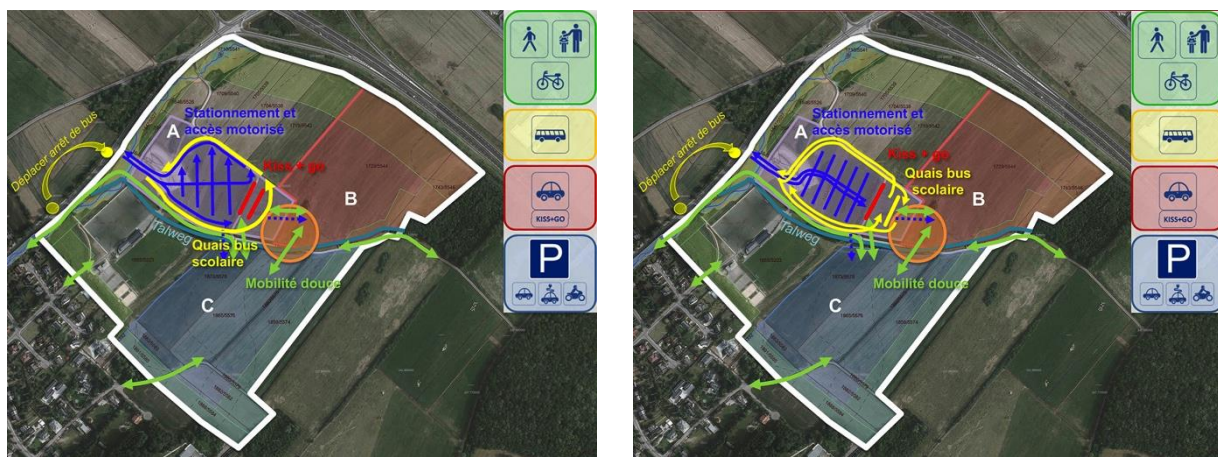 Stationnement et
accès motorisé
A
Déplacer arrêt de bus
Kiss + go
B
Talweg
Quais bus
scolaire
Mobilité douce
C
KISS+GO
P
Stationnement et
accès motorisé
A
Déplacer arrêt de bus
Kiss + go
Quais bus
scolaire
B
Talweg
Mobilité douce
C
KISS+GO
P